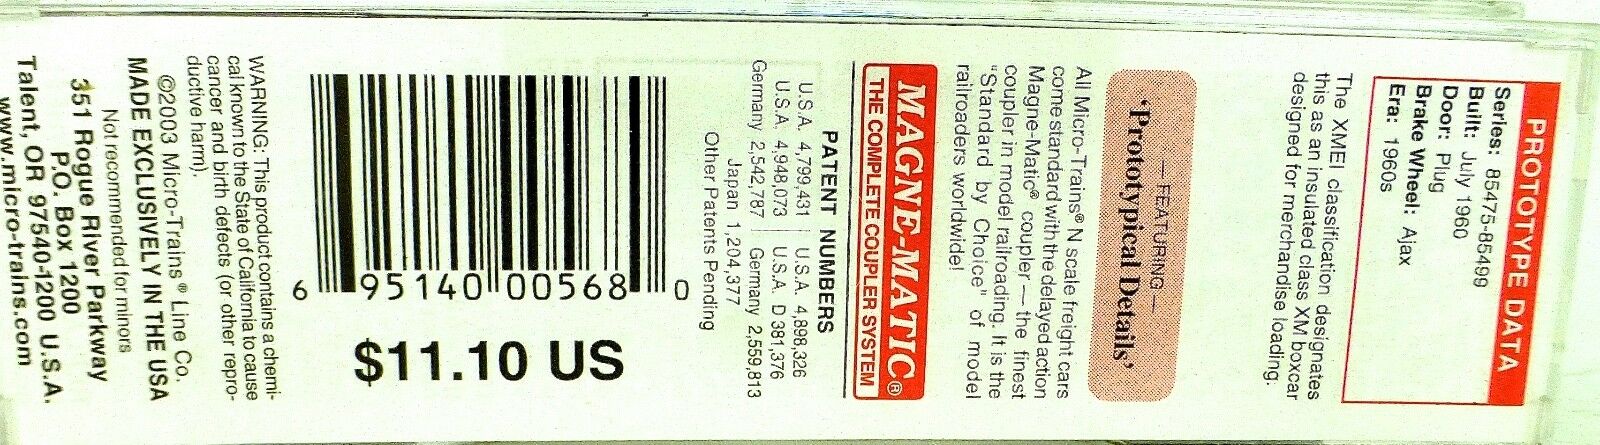 PROTOTYPE DATA
Series: 85475-85499
Built: July 1960
Door: Plug
Brake Wheel: Ajax
Era: 1960s
The XMEI classification designates
this as an insulated class XM boxcar
designed for merchandise loading.
— FEATURING —
'Prototypical Details'
All Micro-Trains® N scale freight cars
come standard with the delayed action
Magne-Matic® coupler — the finest
coupler in model railroading. It is the
"Standard by Choice" of model
railroaders worldwide!
MAGNE-MATIC®
THE COMPLETE COUPLER SYSTEM
PATENT NUMBERS
U.S.A. 4,799,431 | U.S.A. 4,898,326
U.S.A. 4,948,073 | U.S.A. D 381,376
Germany 2,542,787 | Germany 2,559,813
Japan 1,204,377
Other Patents Pending
6 95140 00568 0
$11.10 US
WARNING: This product contains a chemi-
cal known to the State of California to cause
cancer and birth defects (or other repro-
ductive harm).
©2003 Micro-Trains® Line Co.
MADE EXCLUSIVELY IN THE USA
Not recommended for minors
351 Rogue River Parkway
P.O. Box 1200
Talent, OR 97540-1200 U.S.A.
www.micro-trains.com